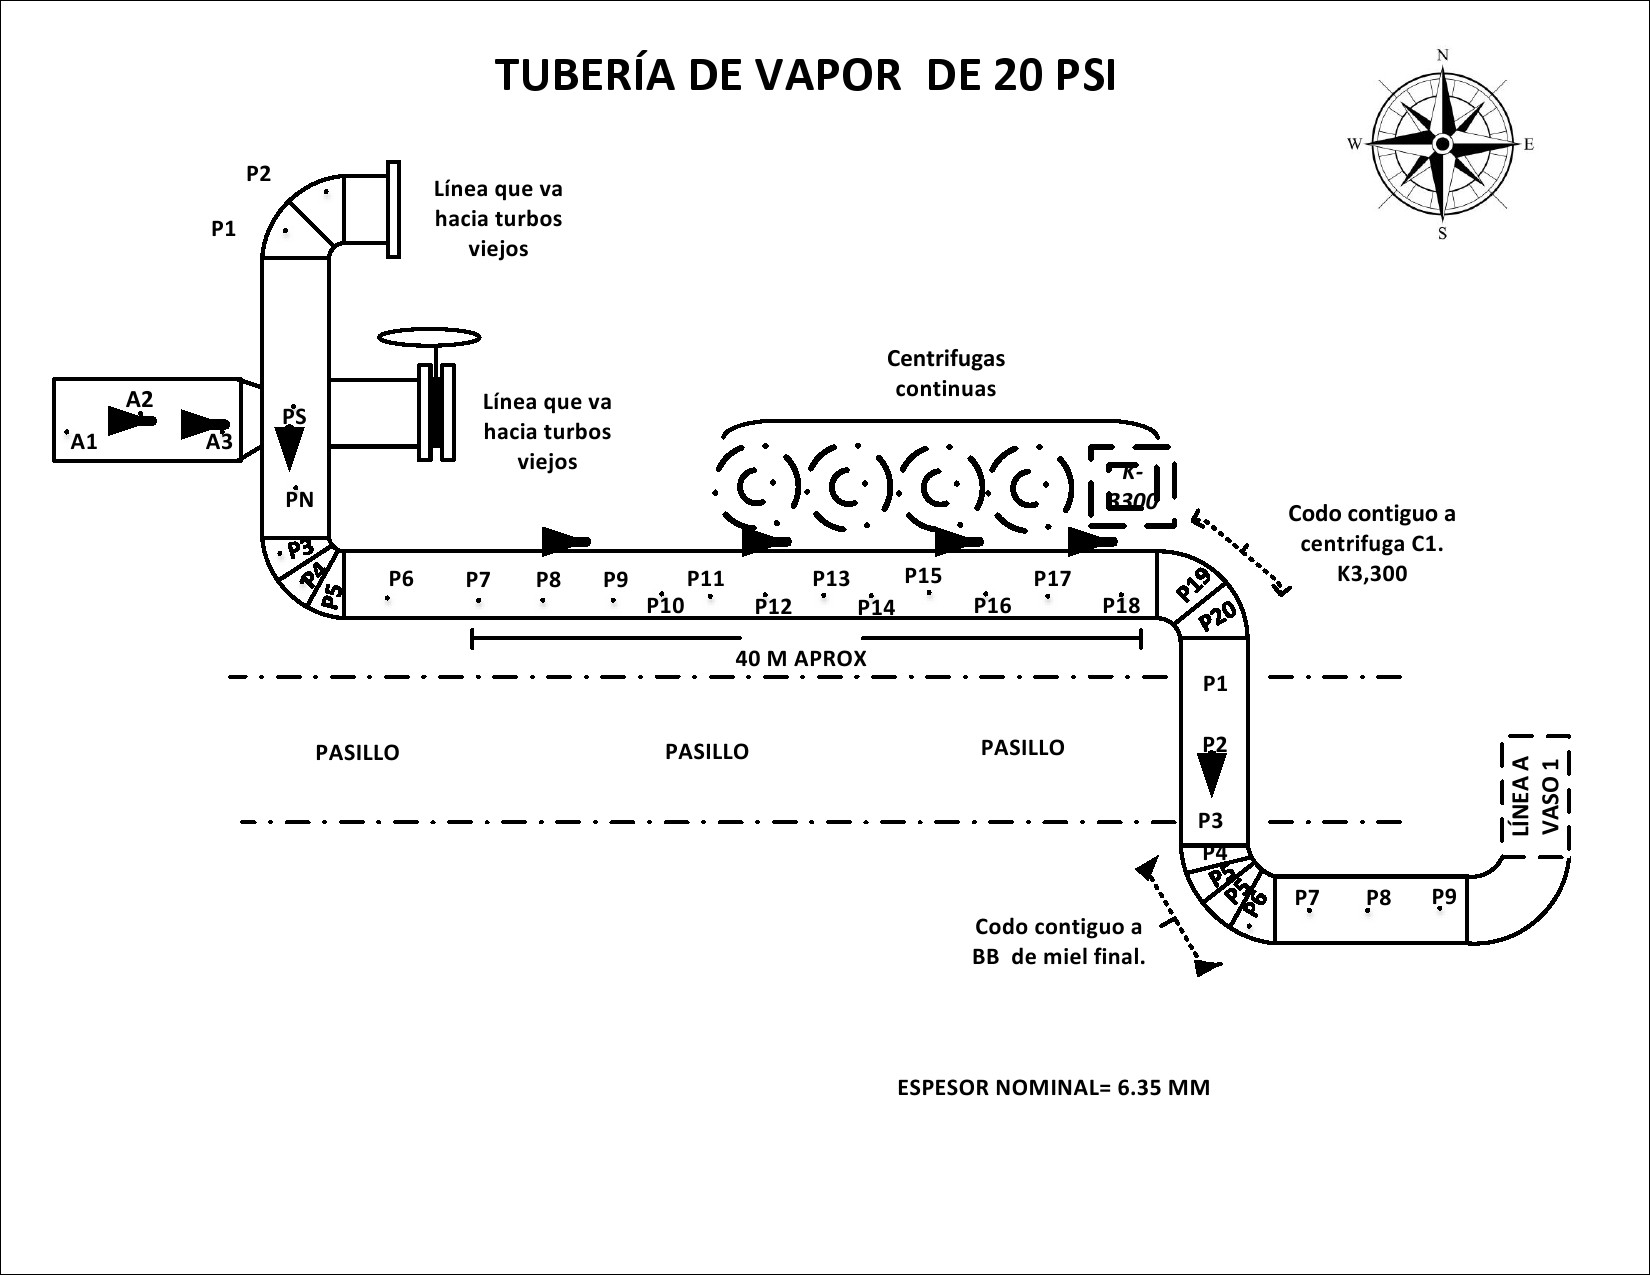 TUBERÍA DE VAPOR DE 20 PSI
N
W
E
S
P2
P1
Línea que va
hacia turbos
viejos
A2
A1
A3
PS
PN
Línea que va
hacia turbos
viejos
Centrifugas
continuas
K-
3300
Codo contiguo a
centrifuga C1.
K3,300
P3
P4
P5
P6
P7
P8
P9
P10
P11
P12
P13
P14
P15
P16
P17
P18
P19
P20
40 M APROX
PASILLO
PASILLO
PASILLO
P1
P2
P3
P4
P5
P5
P6
P7
P8
P9
LÍNEA A
VASO 1
Codo contiguo a
BB de miel final.
ESPESOR NOMINAL= 6.35 MM